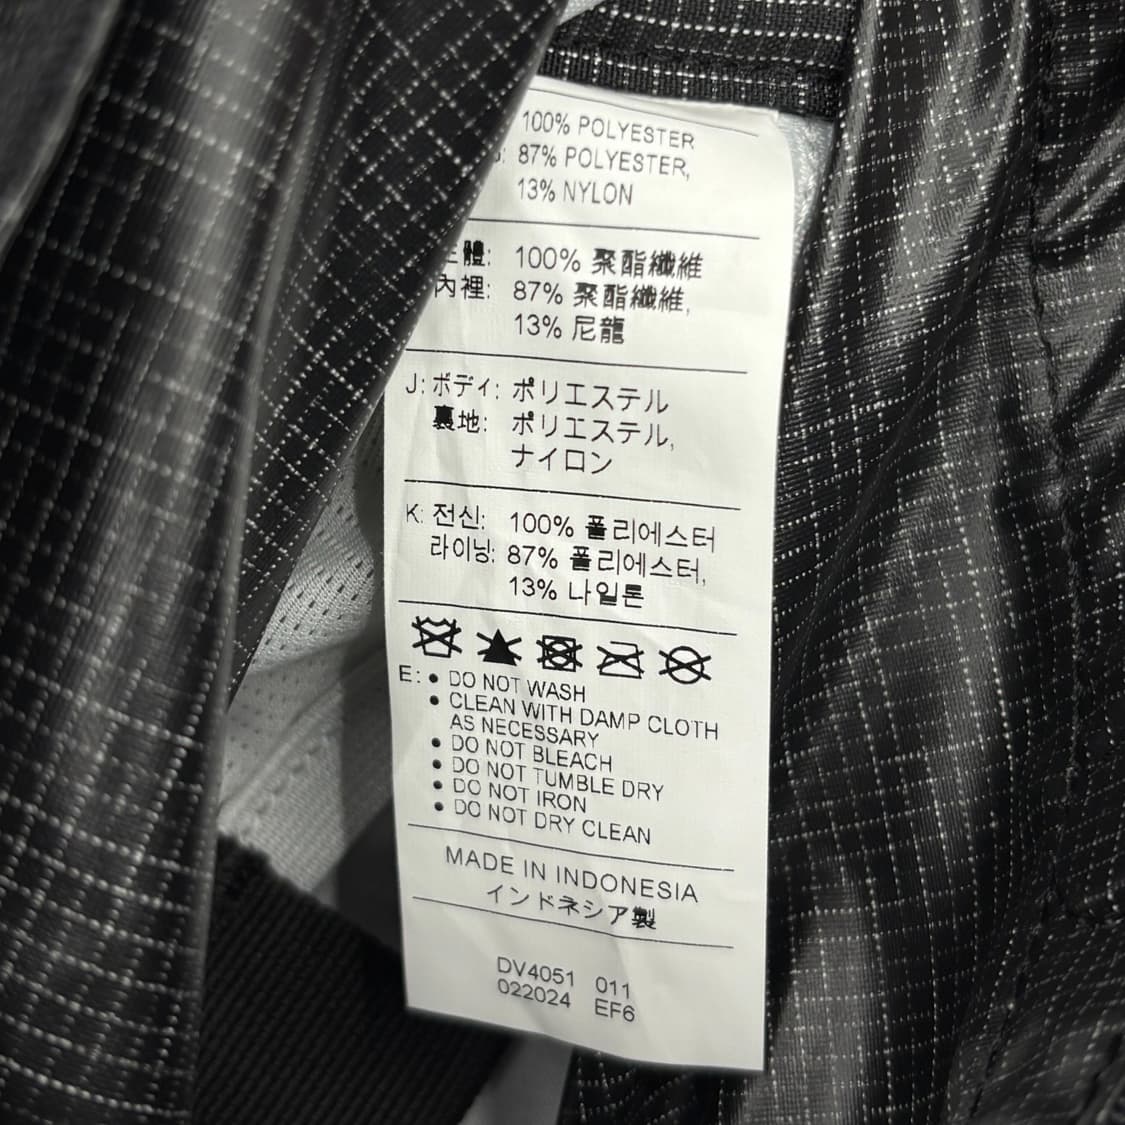 100% POLYESTER
87% POLYESTER,
13% NYLON
主體: 100% 聚酯纖維
內裡: 87% 聚酯纖維,
13% 尼龍
J: ボディ: ポリエステル
裏地: ポリエステル,
ナイロン
K: 전신: 100% 폴리에스터
라이닝: 87% 폴리에스터,
13% 나일론
E: • DO NOT WASH
• CLEAN WITH DAMP CLOTH
AS NECESSARY
• DO NOT BLEACH
• DO NOT TUMBLE DRY
• DO NOT IRON
• DO NOT DRY CLEAN
MADE IN INDONESIA
インドネシア製
DV4051 011
022024 EF6